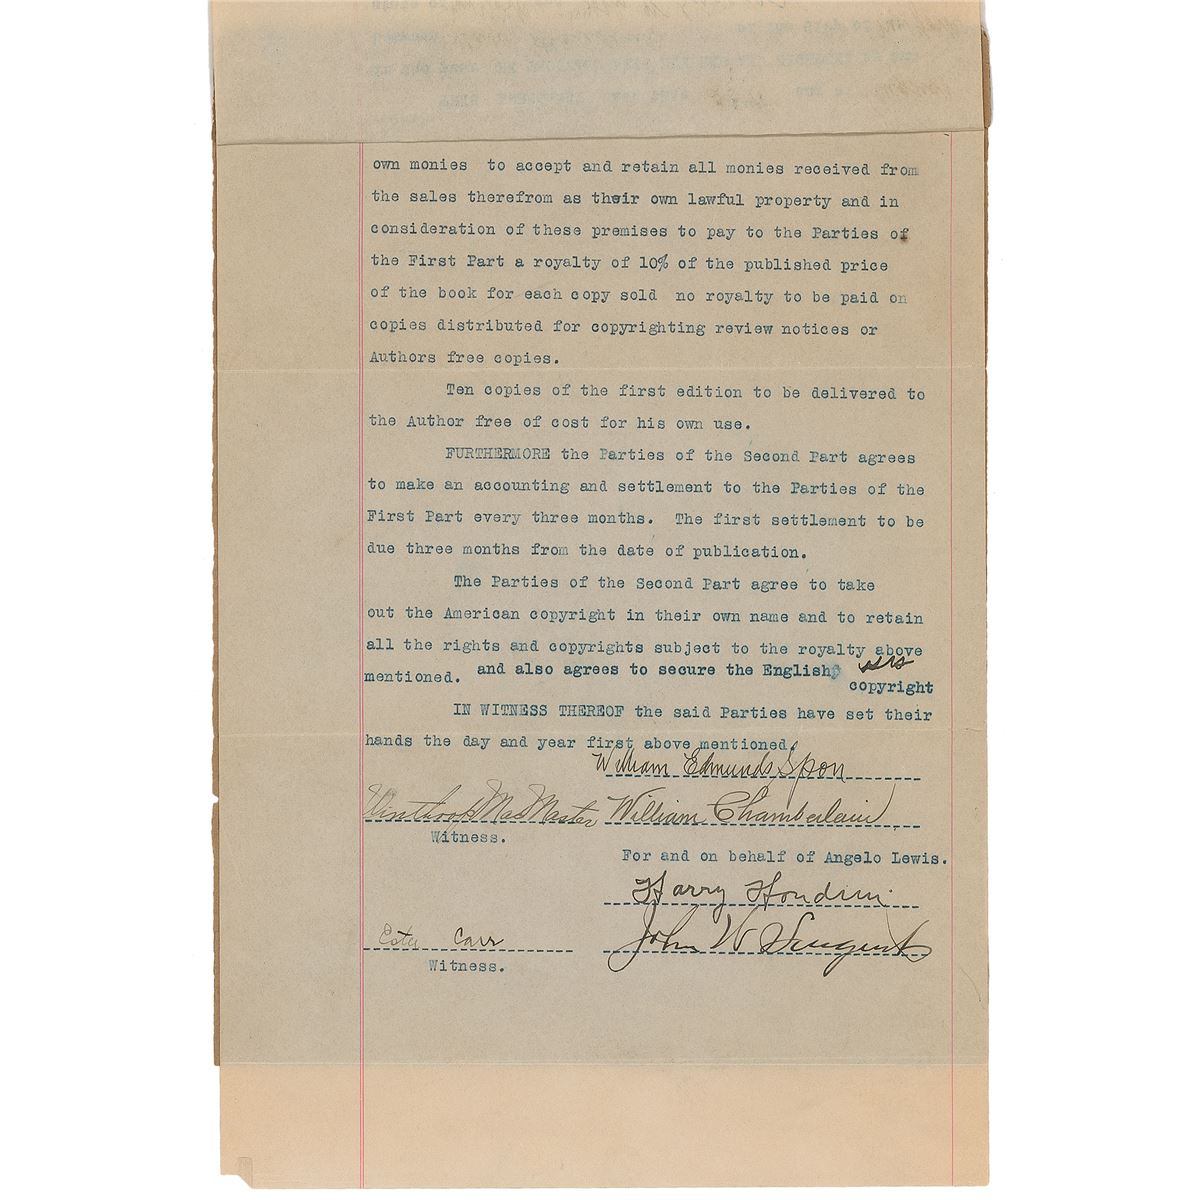 own monies  to accept and retain all monies received from
the sales therefrom as their own lawful property and in
consideration of these premises to pay to the Parties of
the First Part a royalty of 10% of the published price
of the book for each copy sold  no royalty to be paid on
copies distributed for copyrighting review notices or
Authors free copies.
Ten copies of the first edition to be delivered to
the Author free of cost for his own use.
FURTHERMORE the Parties of the Second Part agrees
to make an accounting and settlement to the Parties of the
First Part every three months.  The first settlement to be
due three months from the date of publication.
The Parties of the Second Part agree to take
out the American copyright in their own name and to retain
all the rights and copyrights subject to the royalty above
mentioned. and also agrees to secure the English
copyright
IN WITNESS THEREOF the said Parties have set their
hands the day and year first above mentioned.
William Edmunds Spon
MacMaster William Chamberlain
Witness.
For and on behalf of Angelo Lewis.
Harry Houdini
Carr John W Sargent
Witness.